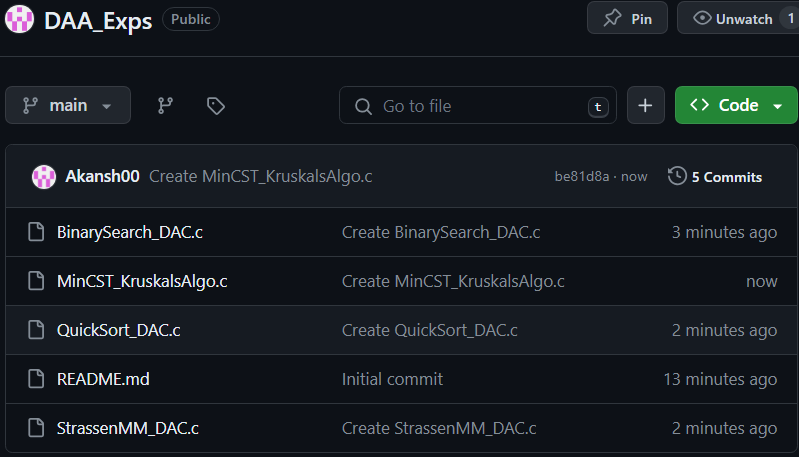 DAA_Exps Public Pin Unwatch 1
main Go to file t Code
Akansh00 Create MinCST_KruskalsAlgo.c be81d8a · now 5 Commits
BinarySearch_DAC.c Create BinarySearch_DAC.c 3 minutes ago
MinCST_KruskalsAlgo.c Create MinCST_KruskalsAlgo.c now
QuickSort_DAC.c Create QuickSort_DAC.c 2 minutes ago
README.md Initial commit 13 minutes ago
StrassenMM_DAC.c Create StrassenMM_DAC.c 2 minutes ago